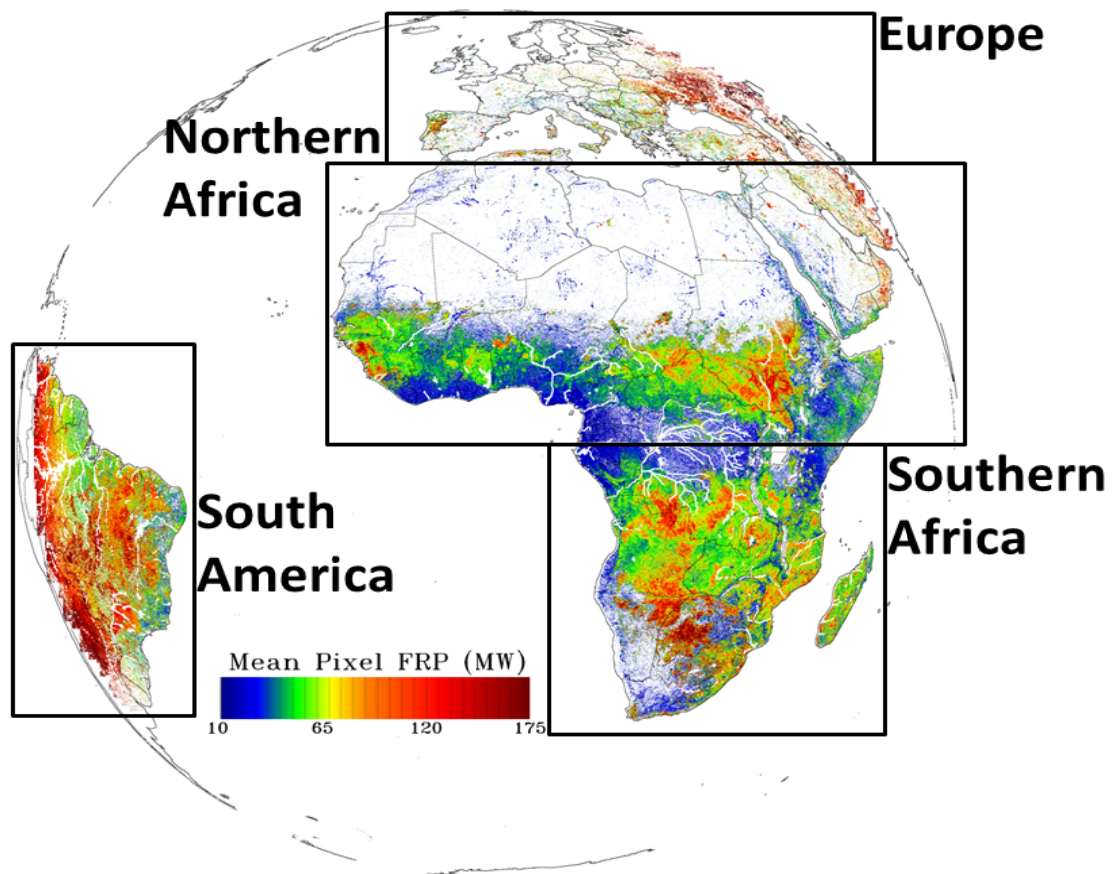 Europe
Northern
Africa
South
America
Southern
Africa
Mean Pixel FRP (MW)
10 65 120 175